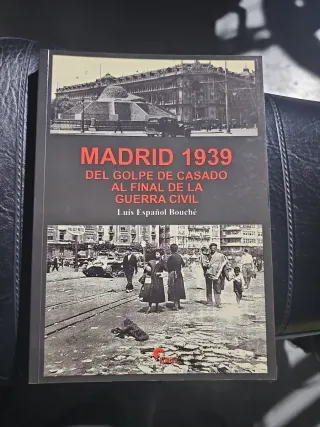 MADRID 1939
DEL GOLPE DE CASADO
AL FINAL DE LA
GUERRA CIVIL
Luis Español Bouché